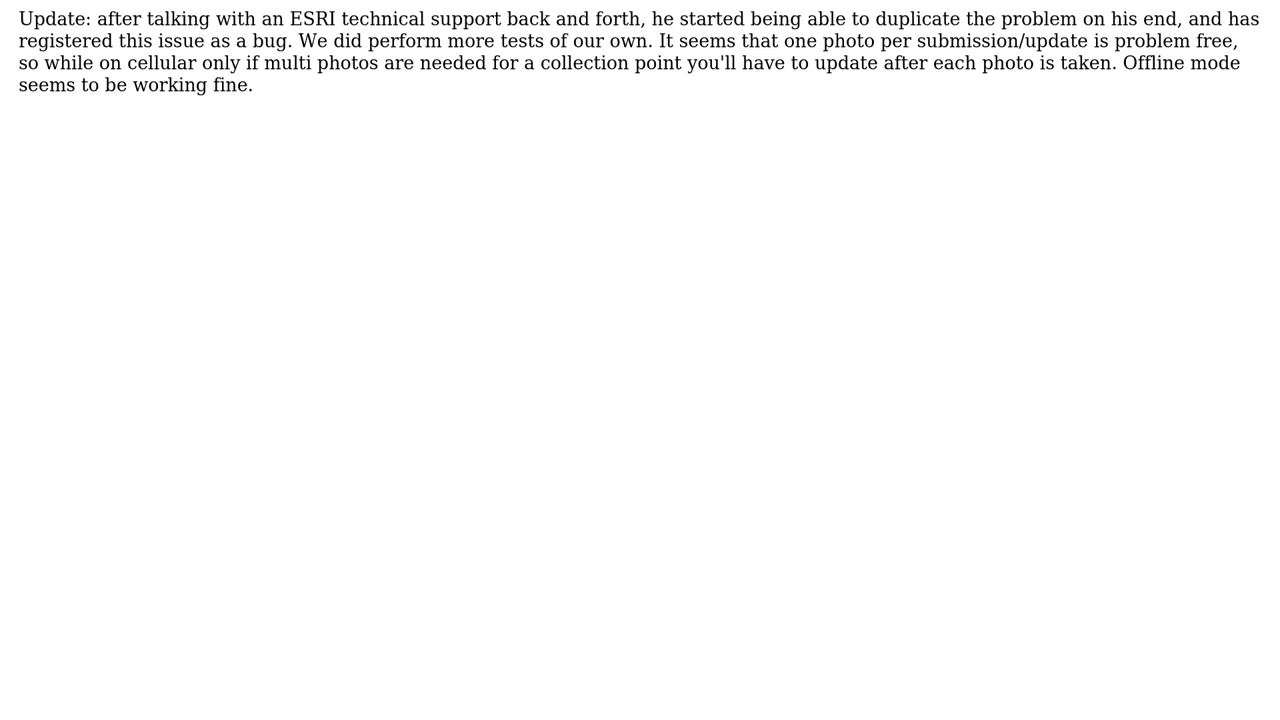 Update: after talking with an ESRI technical support back and forth, he started being able to duplicate the problem on his end, and has
registered this issue as a bug. We did perform more tests of our own. It seems that one photo per submission/update is problem free,
so while on cellular only if multi photos are needed for a collection point you'll have to update after each photo is taken. Offline mode
seems to be working fine.